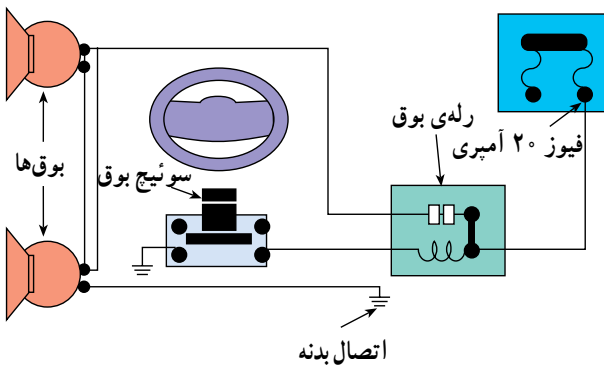 رله‌ی بوق
فیوز ۲۰ آمپری
بوق‌ها
سوئیچ بوق
اتصال بدنه